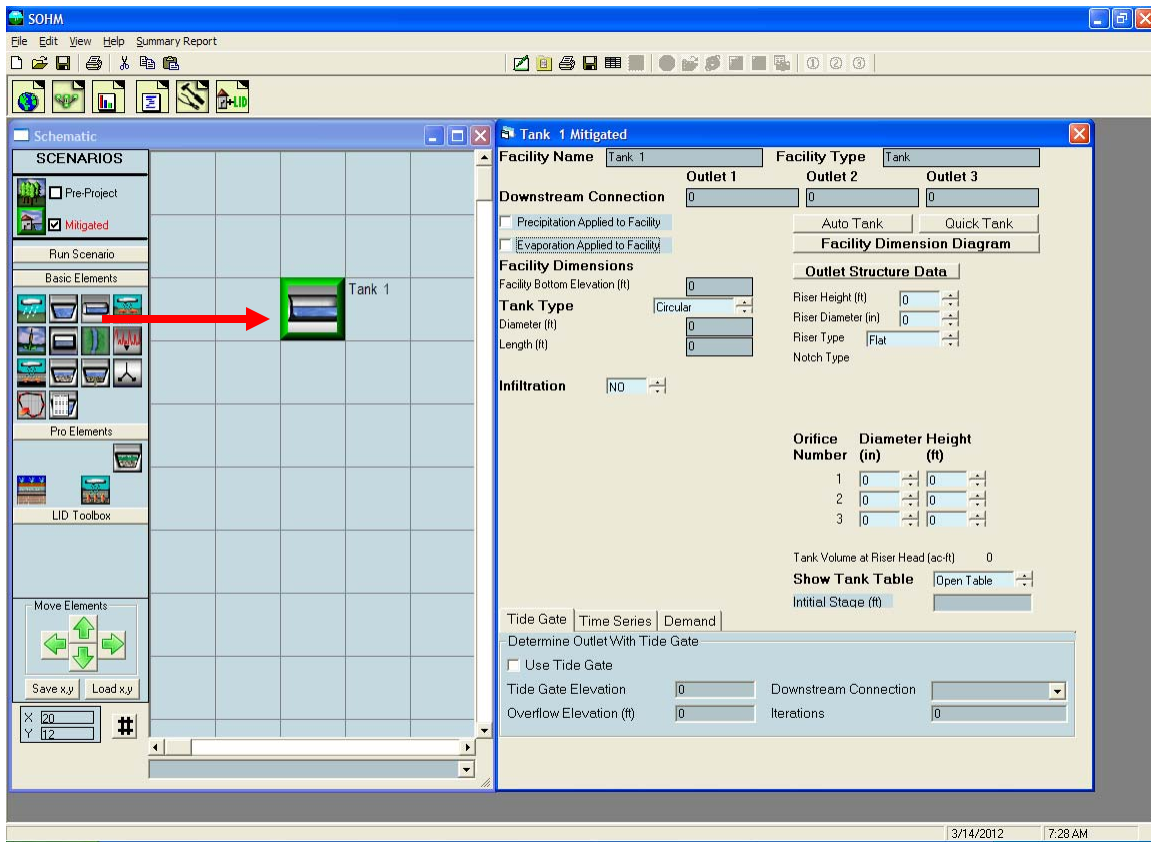 SOHM
File Edit View Help Summary Report
Schematic
SCENARIOS
Pre-Project
Mitigated
Run Scenario
Basic Elements
Pro Elements
LID Toolbox
Move Elements
Save x,y Load x,y
X 20
Y 12
#
+LID
Tank 1
Tank 1 Mitigated
Facility Name Tank 1 Facility Type Tank
Outlet 1 Outlet 2 Outlet 3
Downstream Connection 0 0 0
Precipitation Applied to Facility Auto Tank Quick Tank
Evaporation Applied to Facility Facility Dimension Diagram
Facility Dimensions Outlet Structure Data
Facility Bottom Elevation (ft) 0
Tank Type Circular
Diameter (ft) 0
Length (ft) 0
Riser Height (ft) 0
Riser Diameter (in) 0
Riser Type Flat
Notch Type
Infiltration NO
Orifice Diameter Height
Number (in) (ft)
1 0 0
2 0 0
3 0 0
Tank Volume at Riser Head (ac-ft) 0
Show Tank Table Open Table
Intitial Stage (ft)
Tide Gate Time Series Demand
Determine Outlet With Tide Gate
Use Tide Gate
Tide Gate Elevation 0 Downstream Connection
Overflow Elevation (ft) 0 Iterations 0
3/14/2012 7:28 AM